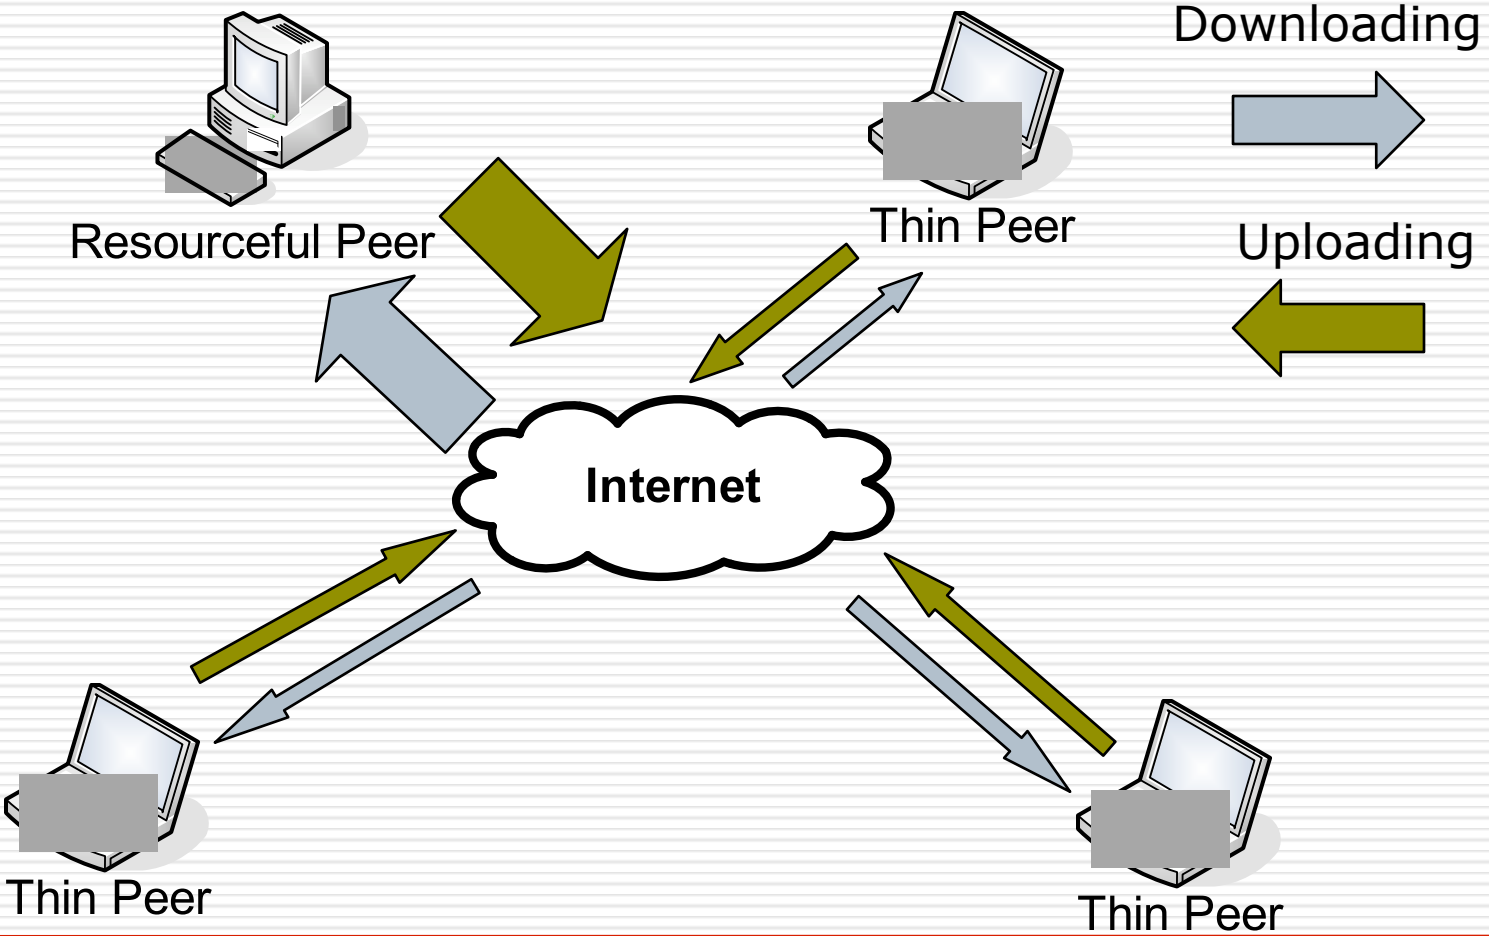 Downloading
Resourceful Peer
Thin Peer
Uploading
Internet
Thin Peer
Thin Peer